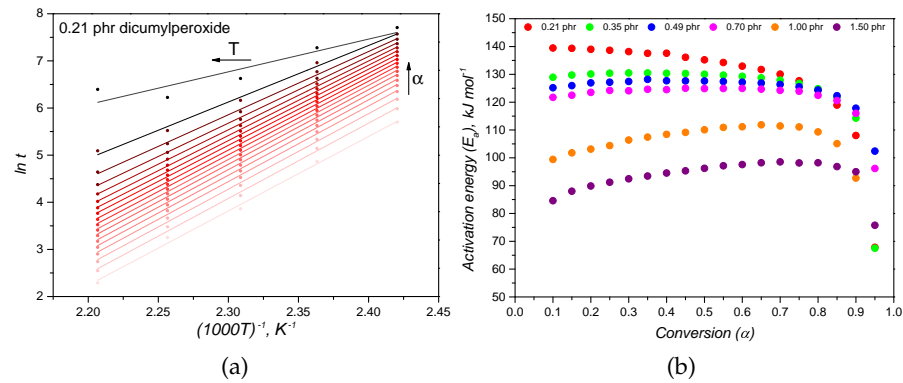 0.21 phr dicumylperoxide
T
α
ln t
8
7
6
5
4
3
2
2.20 2.25 2.30 2.35 2.40 2.45
(1000T)⁻¹, K⁻¹
(a)
0.21 phr 0.35 phr 0.49 phr 0.70 phr 1.00 phr 1.50 phr
Activation energy (Eₐ), kJ mol⁻¹
150
140
130
120
110
100
90
80
70
60
50
0.0 0.1 0.2 0.3 0.4 0.5 0.6 0.7 0.8 0.9 1.0
Conversion (α)
(b)